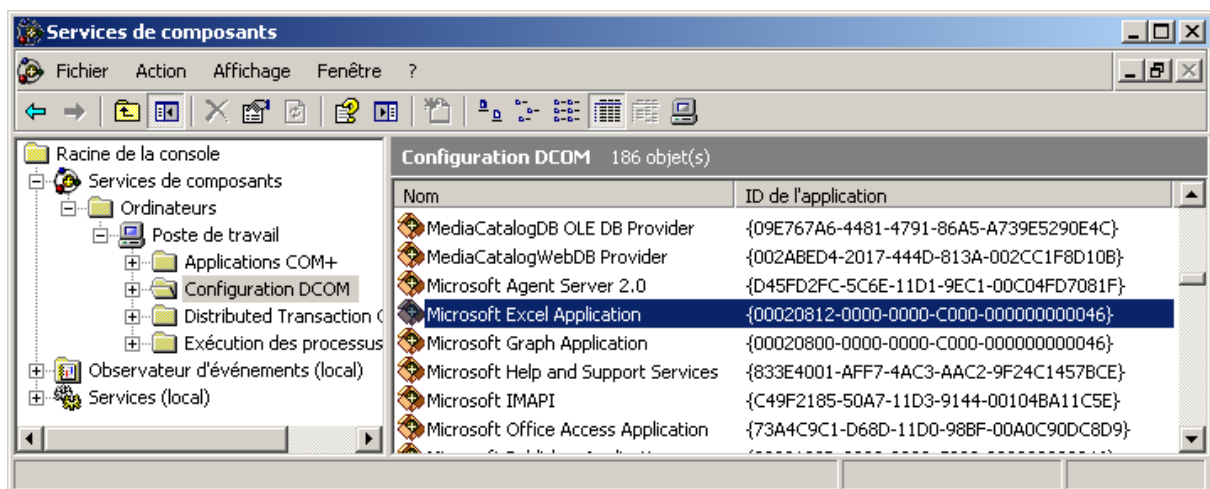 Services de composants
Fichier Action Affichage Fenêtre ?
Racine de la console
Services de composants
Ordinateurs
Poste de travail
Applications COM+
Configuration DCOM
Distributed Transaction
Exécution des processus
Observateur d'événements (local)
Services (local)
Configuration DCOM 186 objet(s)
Nom ID de l'application
MediaCatalogDB OLE DB Provider {09E767A6-4481-4791-86A5-A739E5290E4C}
MediaCatalogWebDB Provider {002ABED4-2017-444D-813A-002CC1F8D10B}
Microsoft Agent Server 2.0 {D45FD2FC-5C6E-11D1-9EC1-00C04FD7081F}
Microsoft Excel Application {00020812-0000-0000-C000-000000000046}
Microsoft Graph Application {00020800-0000-0000-C000-000000000046}
Microsoft Help and Support Services {833E4001-AFF7-4AC3-AAC2-9F24C1457BCE}
Microsoft IMAPI {C49F2185-50A7-11D3-9144-00104BA11C5E}
Microsoft Office Access Application {73A4C9C1-D68D-11D0-98BF-00A0C90DC8D9}